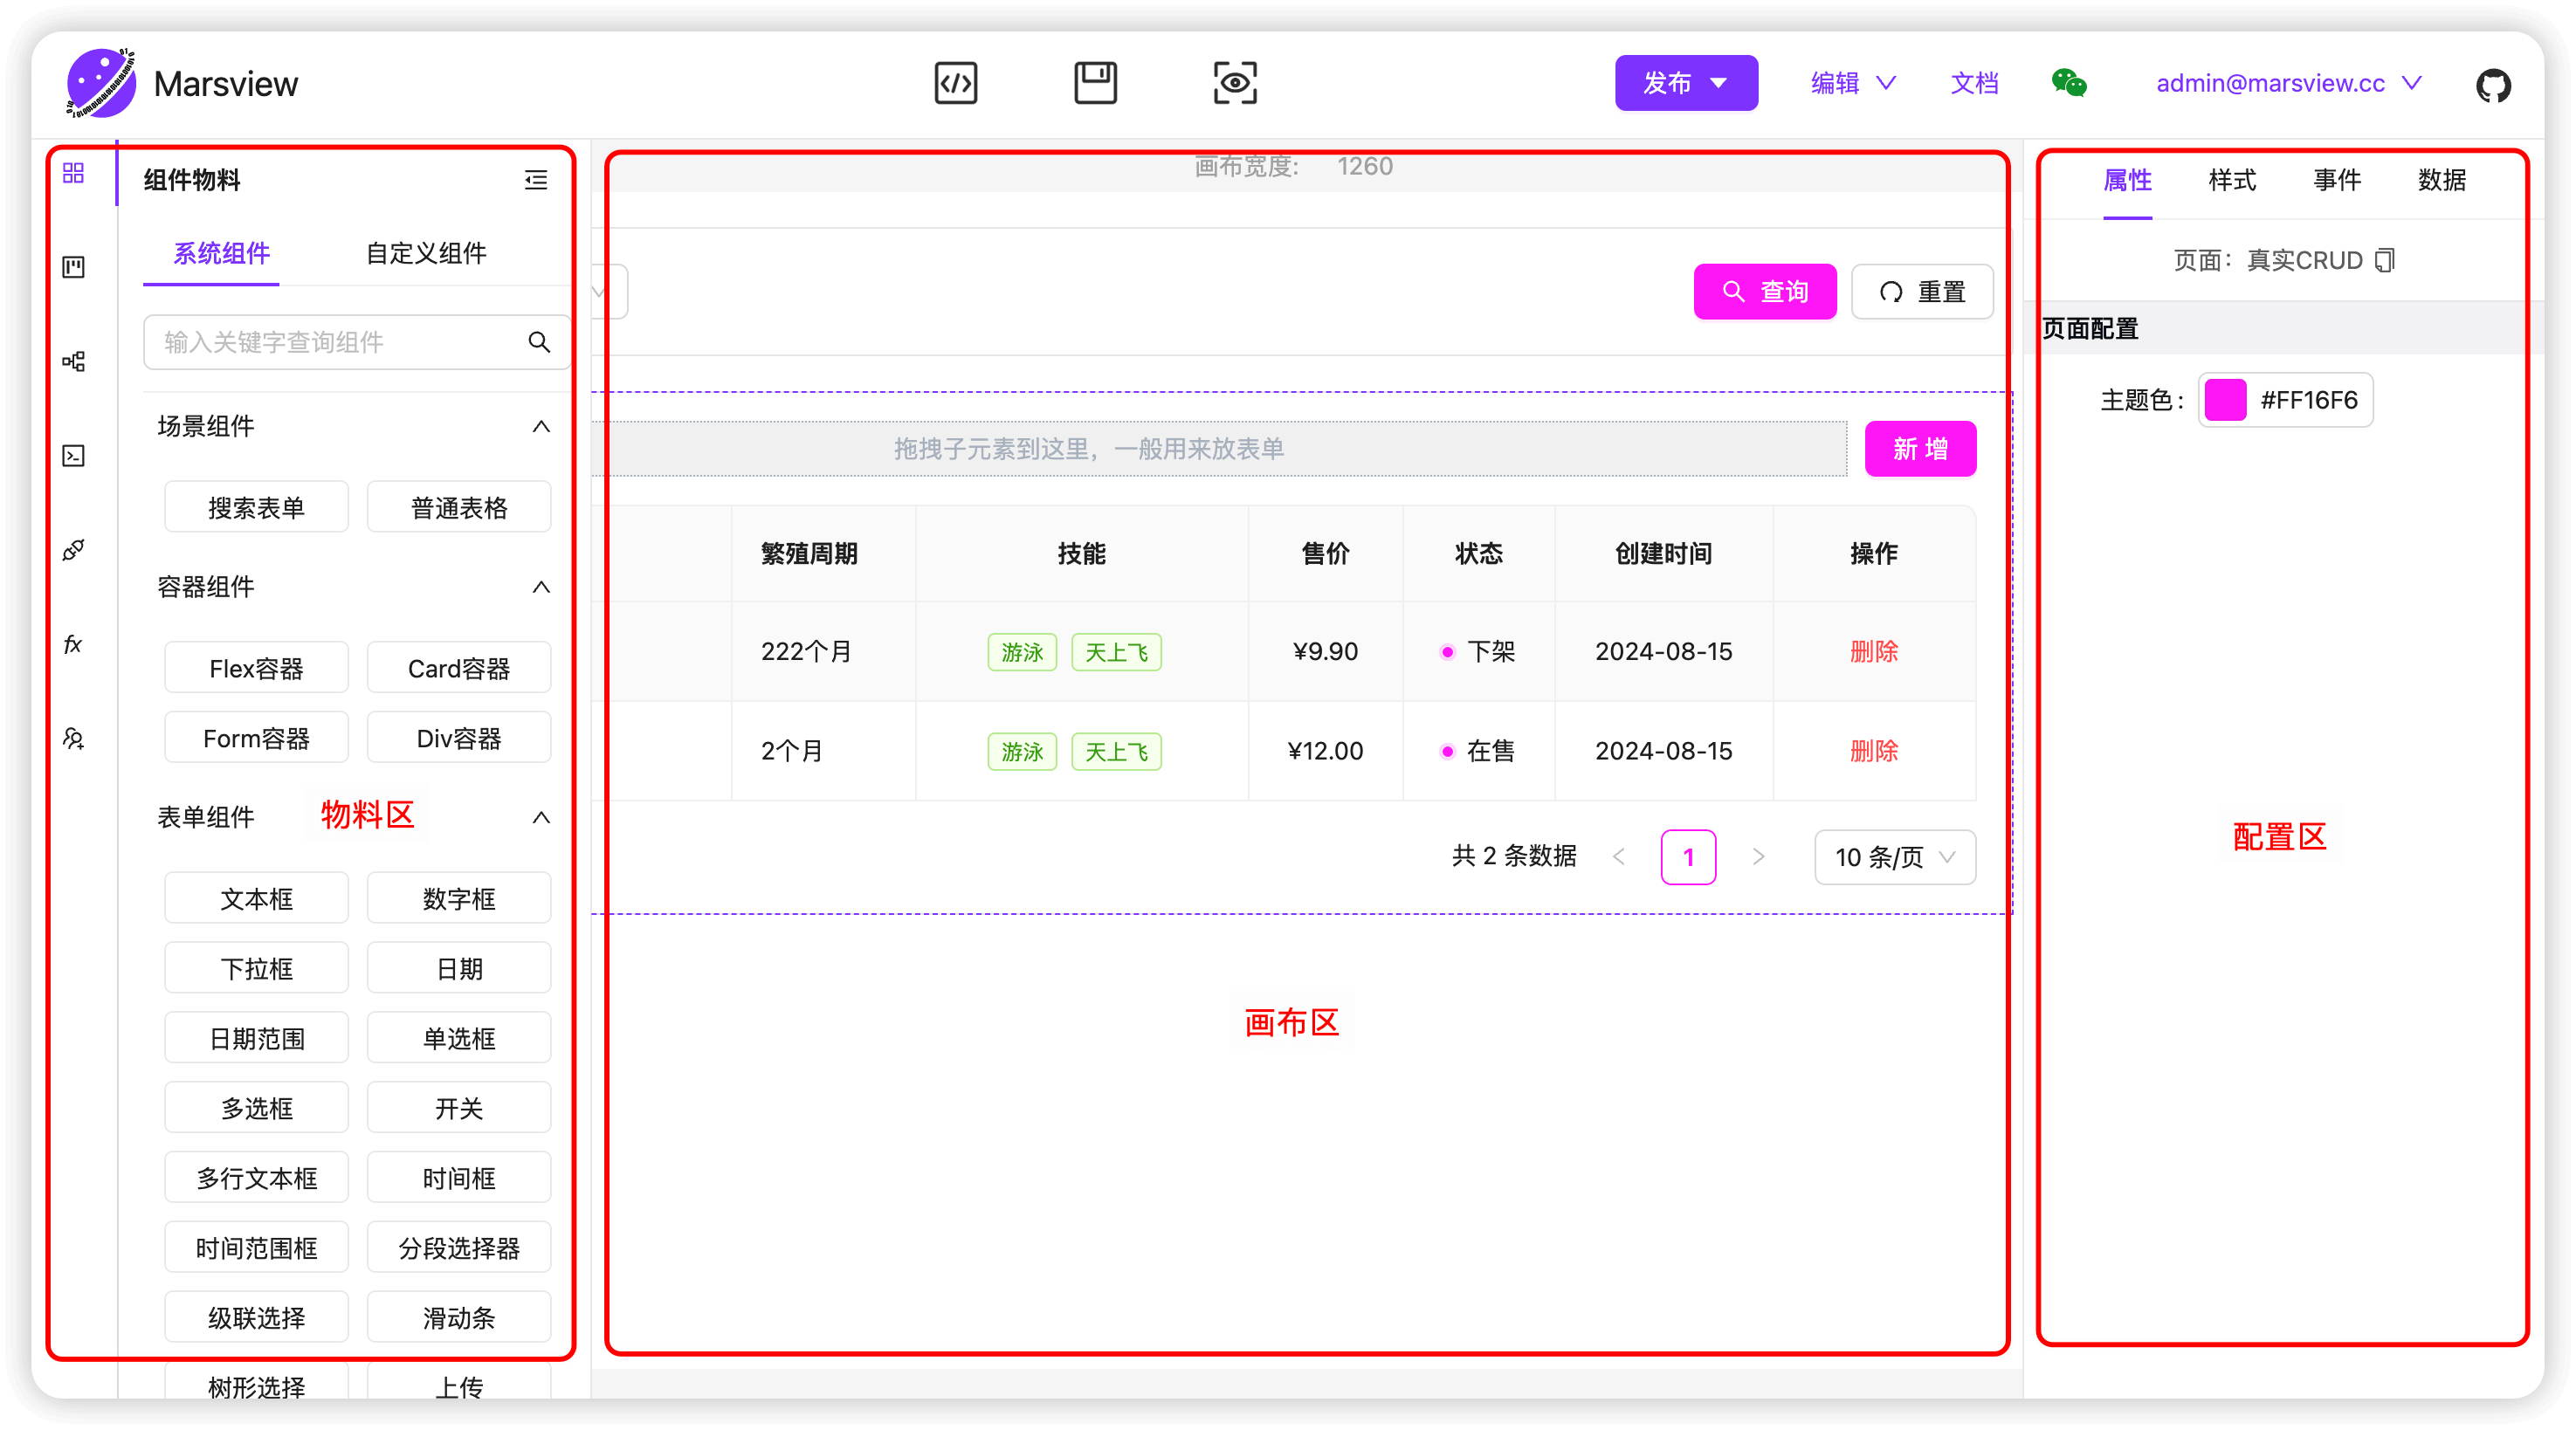 Marsview
发布
编辑
文档
admin@marsview.cc
组件物料
系统组件
自定义组件
输入关键字查询组件
场景组件
搜索表单
普通表格
容器组件
Flex容器
Card容器
Form容器
Div容器
表单组件
物料区
文本框
数字框
下拉框
日期
日期范围
单选框
多选框
开关
多行文本框
时间框
时间范围框
分段选择器
级联选择
滑动条
树形选择
上传
画布宽度: 1260
查询
重置
拖拽子元素到这里，一般用来放表单
新 增
繁殖周期 技能 售价 状态 创建时间 操作
222个月 游泳 天上飞 ¥9.90 下架 2024-08-15 删除
2个月 游泳 天上飞 ¥12.00 在售 2024-08-15 删除
共 2 条数据
1
10 条/页
画布区
属性
样式
事件
数据
页面：真实CRUD
页面配置
主题色 : #FF16F6
配置区